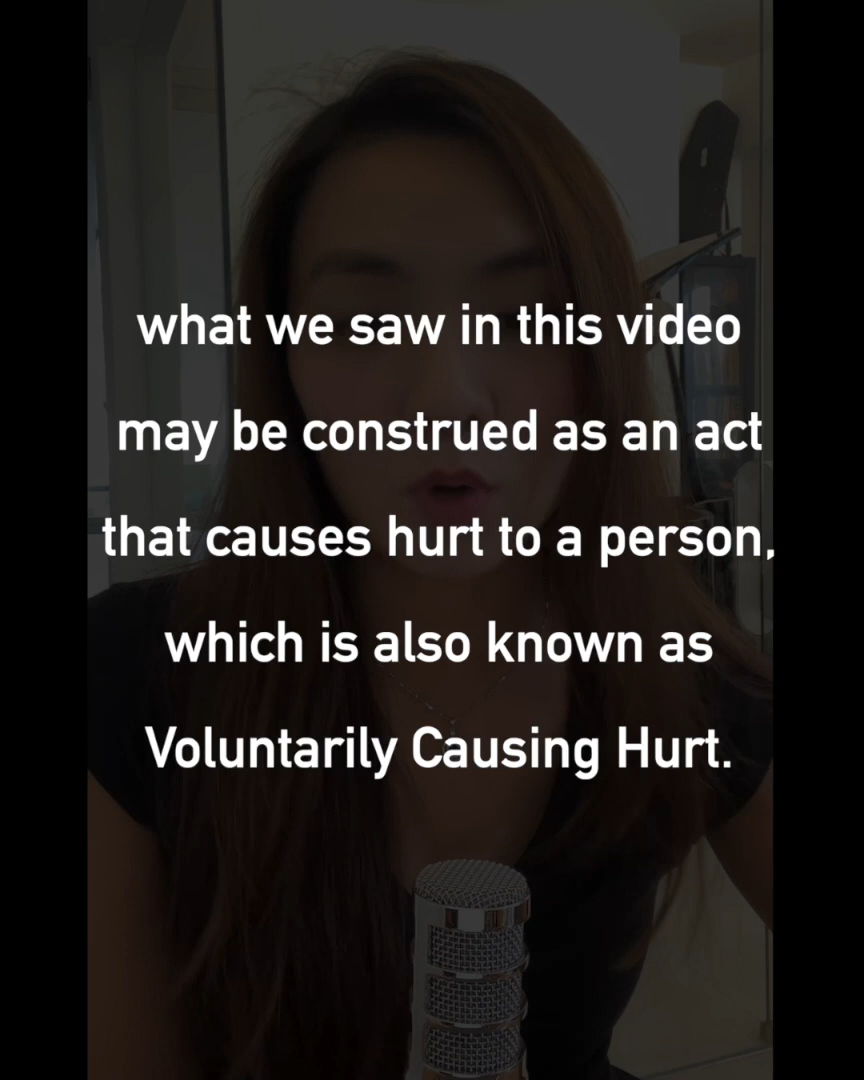 what we saw in this video
may be construed as an act
that causes hurt to a person,
which is also known as
Voluntarily Causing Hurt.